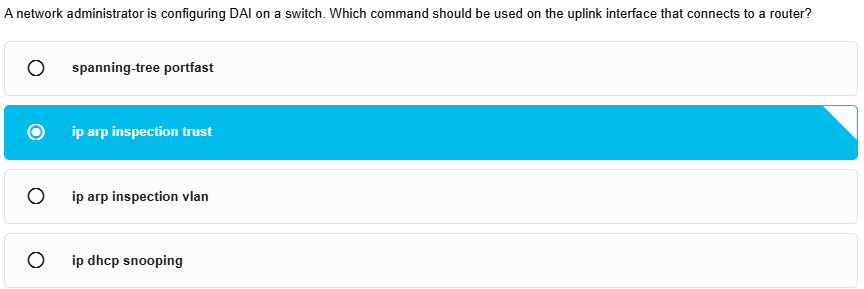 A network administrator is configuring DAI on a switch. Which command should be used on the uplink interface that connects to a router?
spanning-tree portfast
ip arp inspection trust
ip arp inspection vlan
ip dhcp snooping